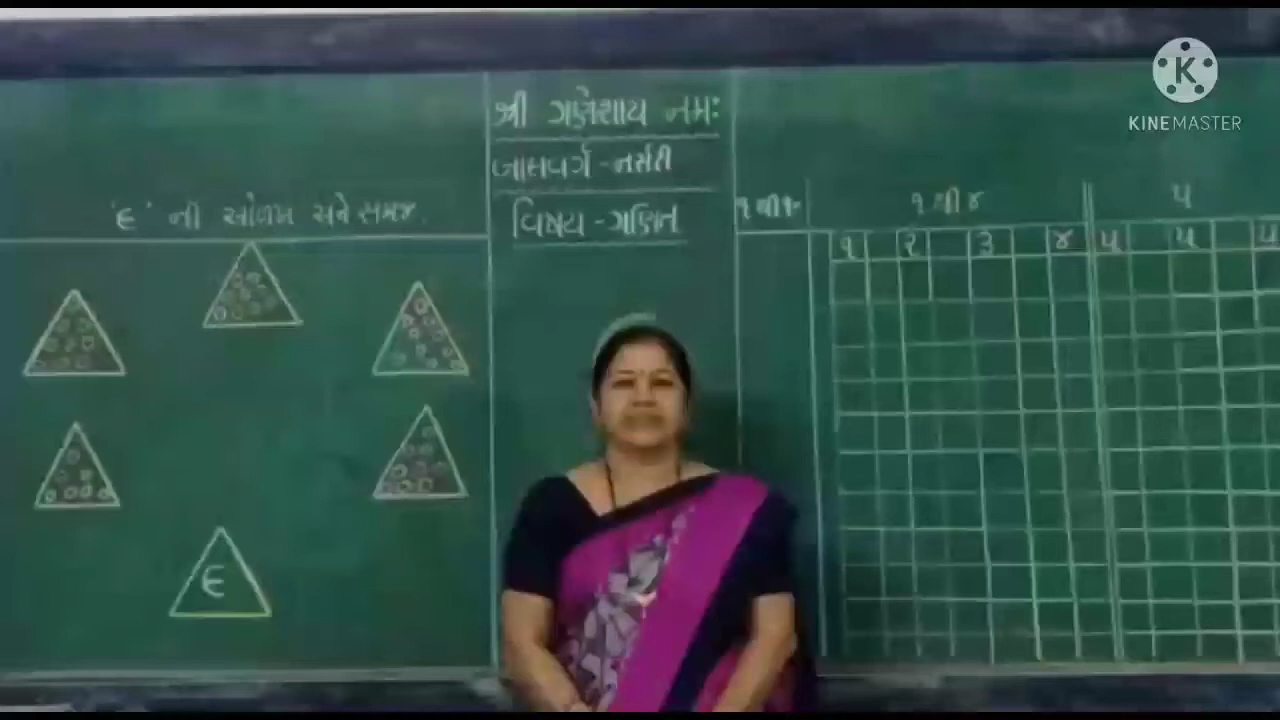 શ્રી ગણેશાય નમઃ
બાલવર્ગ - નર્સરી
વિષય - ગણિત
'૯' ની ઓળખ અને સમજ.
૯
૧ થી ૪
૫
૧ ૨ ૩ ૪ ૫ ૫ ૫
KINEMASTER